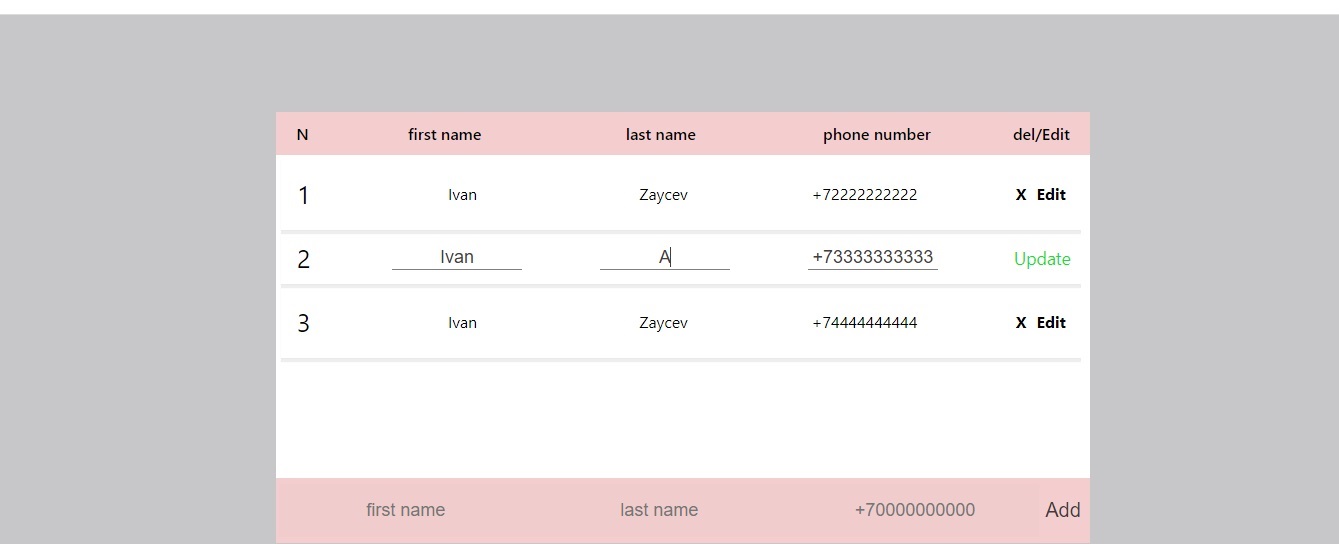 N first name last name phone number del/Edit
1 Ivan Zaycev +72222222222 X Edit
2 Ivan A +73333333333 Update
3 Ivan Zaycev +74444444444 X Edit
first name last name +70000000000 Add